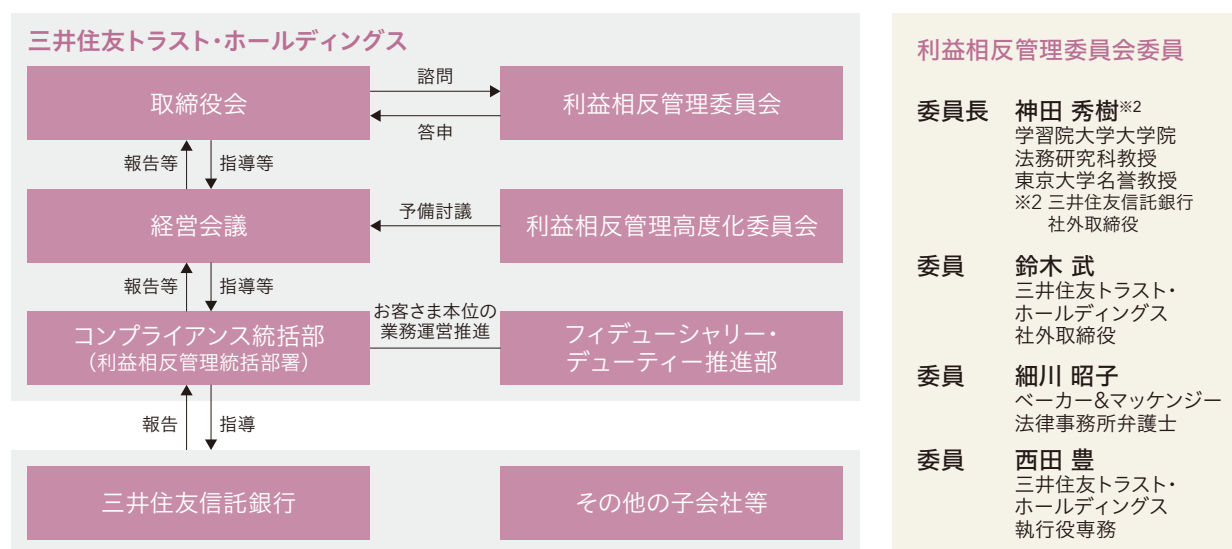 三井住友トラスト・ホールディングス
取締役会
諮問
答申
利益相反管理委員会
報告等
指導等
経営会議
予備討議
利益相反管理高度化委員会
報告等
指導等
コンプライアンス統括部
（利益相反管理統括部署）
お客さま本位の
業務運営推進
フィデューシャリー・
デューティー推進部
報告
指導
三井住友信託銀行
その他の子会社等
利益相反管理委員会委員
委員長 神田 秀樹※2
学習院大学大学院
法務研究科教授
東京大学名誉教授
※2 三井住友信託銀行
社外取締役
委員 鈴木 武
三井住友トラスト・
ホールディングス
社外取締役
委員 細川 昭子
ベーカー&マッケンジー
法律事務所弁護士
委員 西田 豊
三井住友トラスト・
ホールディングス
執行役専務